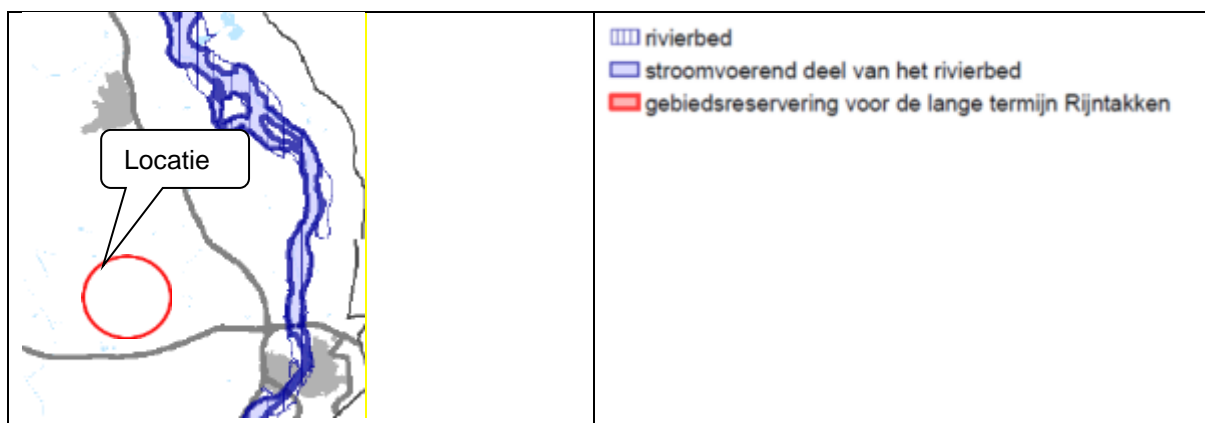 Locatie
rivierbed
stroomvoerend deel van het rivierbed
gebiedsreservering voor de lange termijn Rijntakken